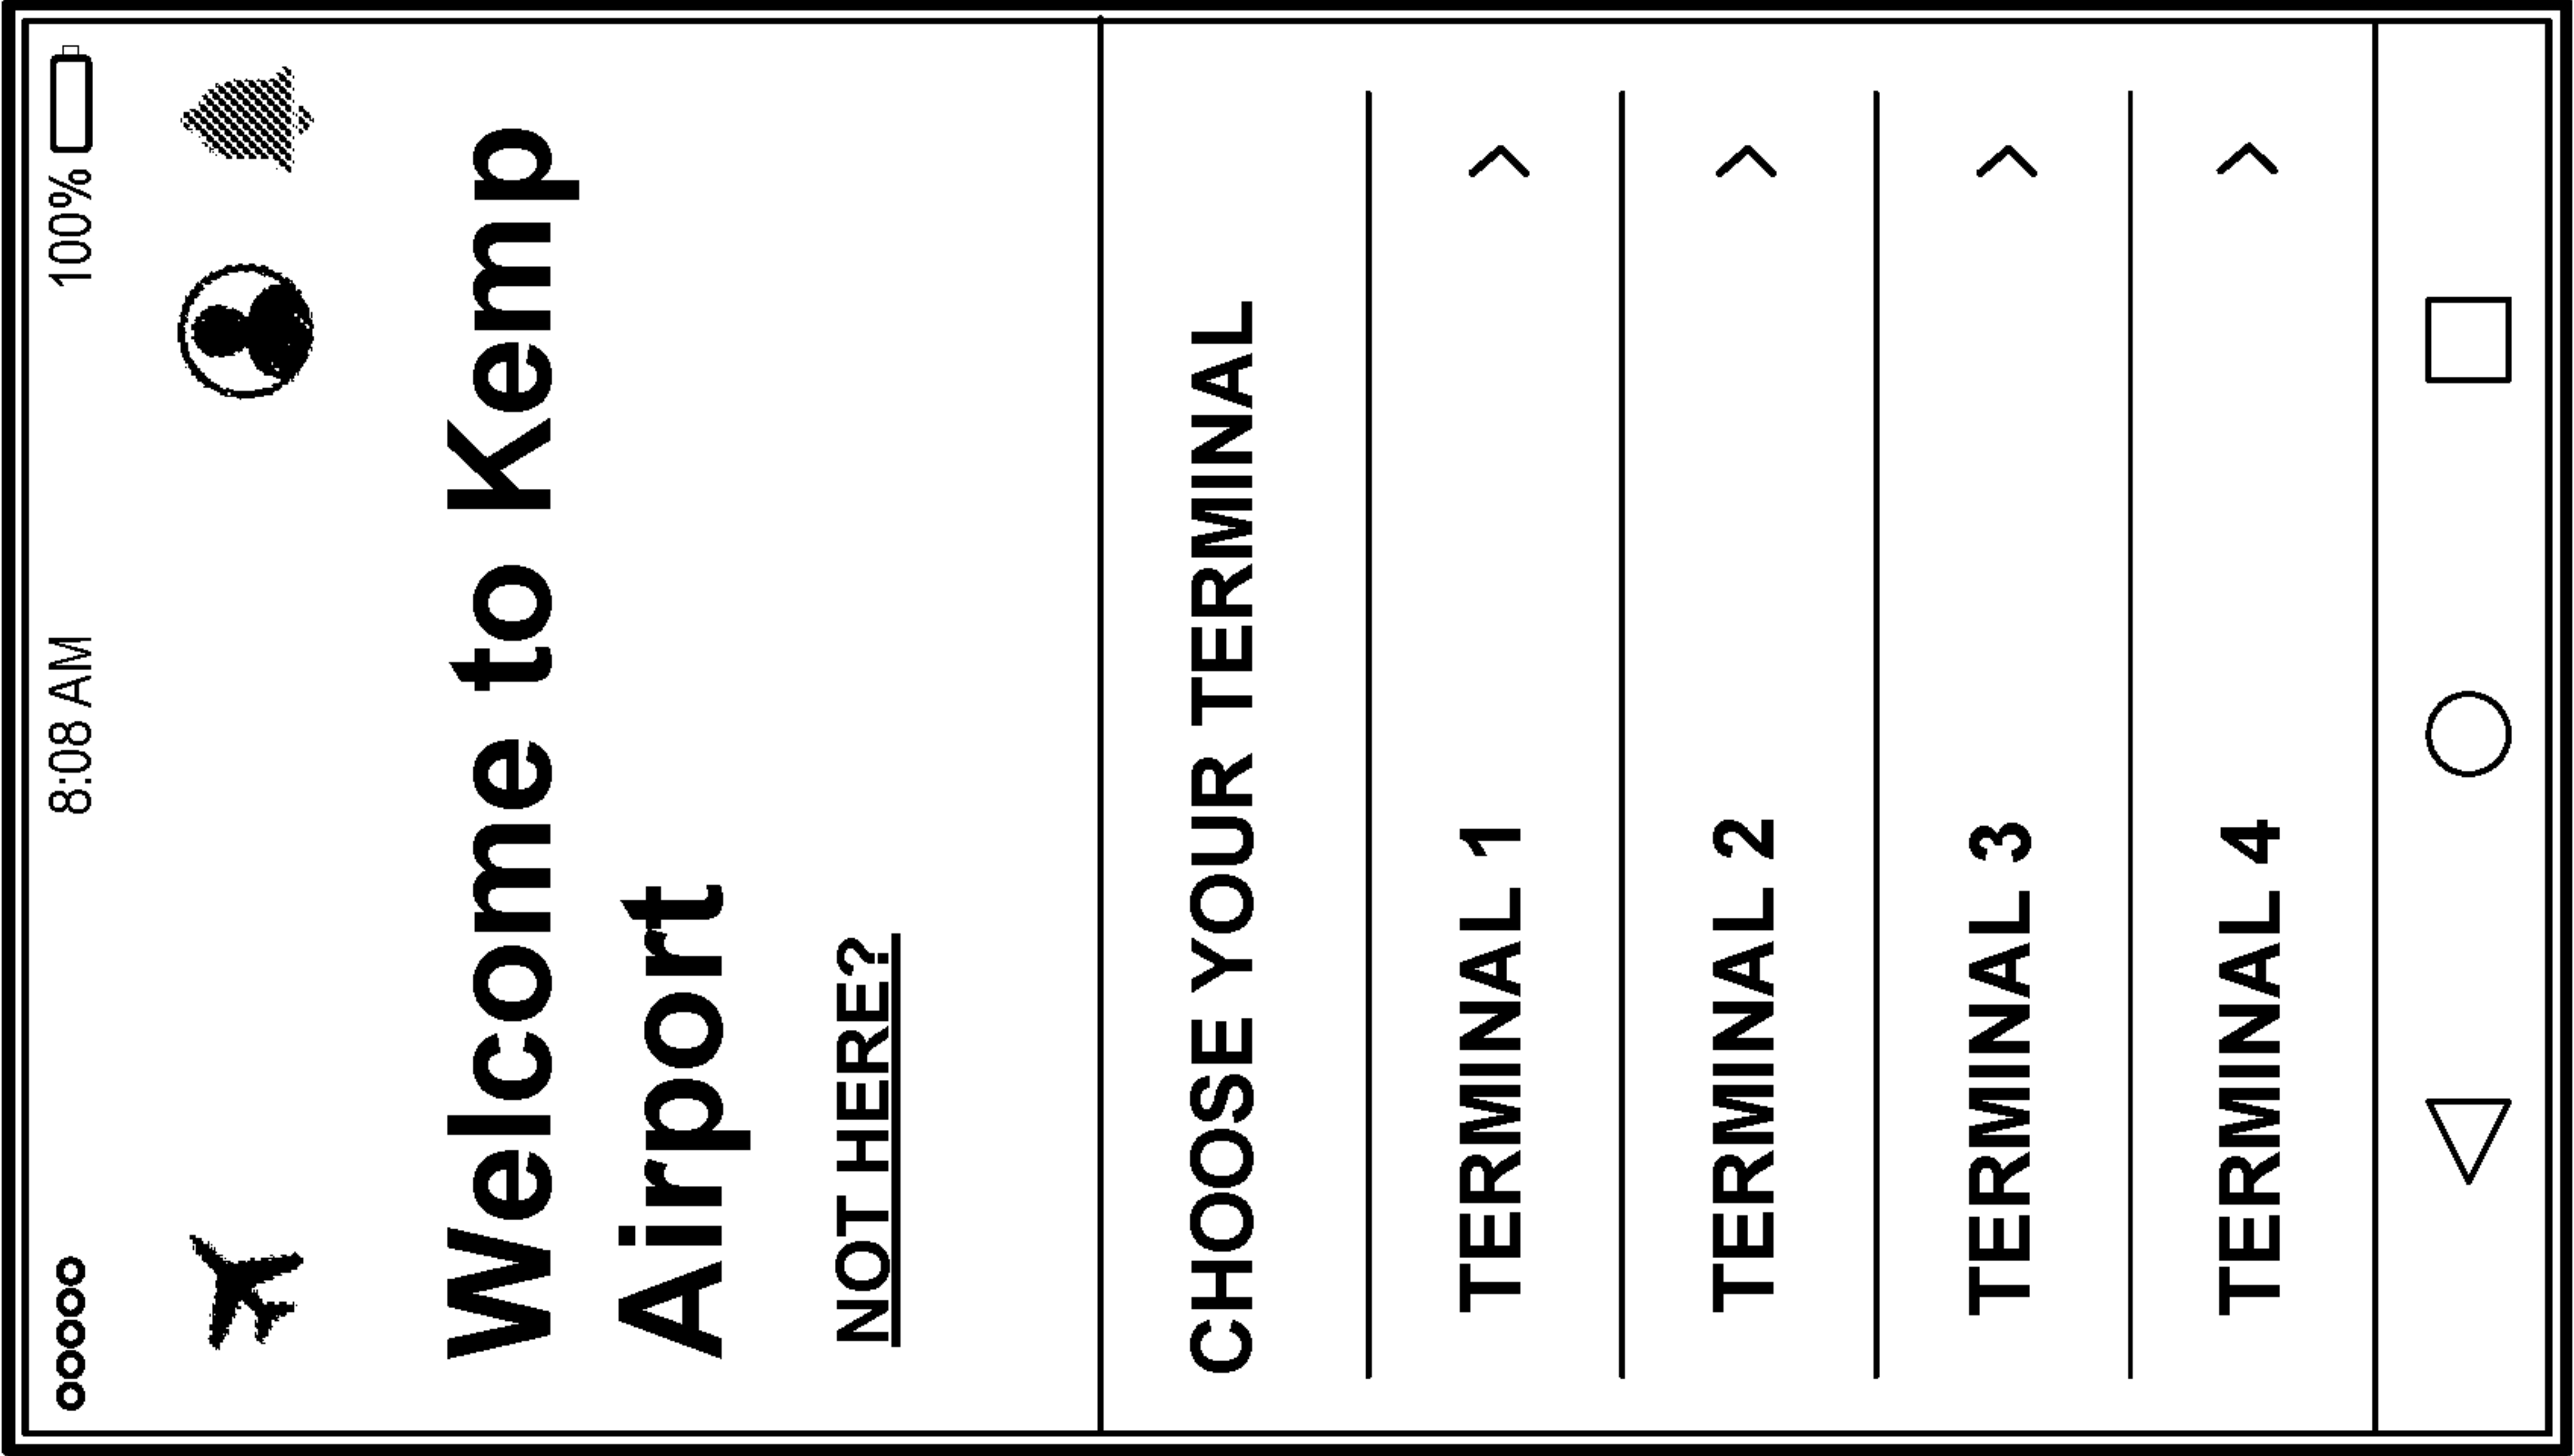 8:08 AM 100%
Welcome to Kemp
Airport
NOT HERE?
CHOOSE YOUR TERMINAL
TERMINAL 1 >
TERMINAL 2 >
TERMINAL 3 >
TERMINAL 4 >